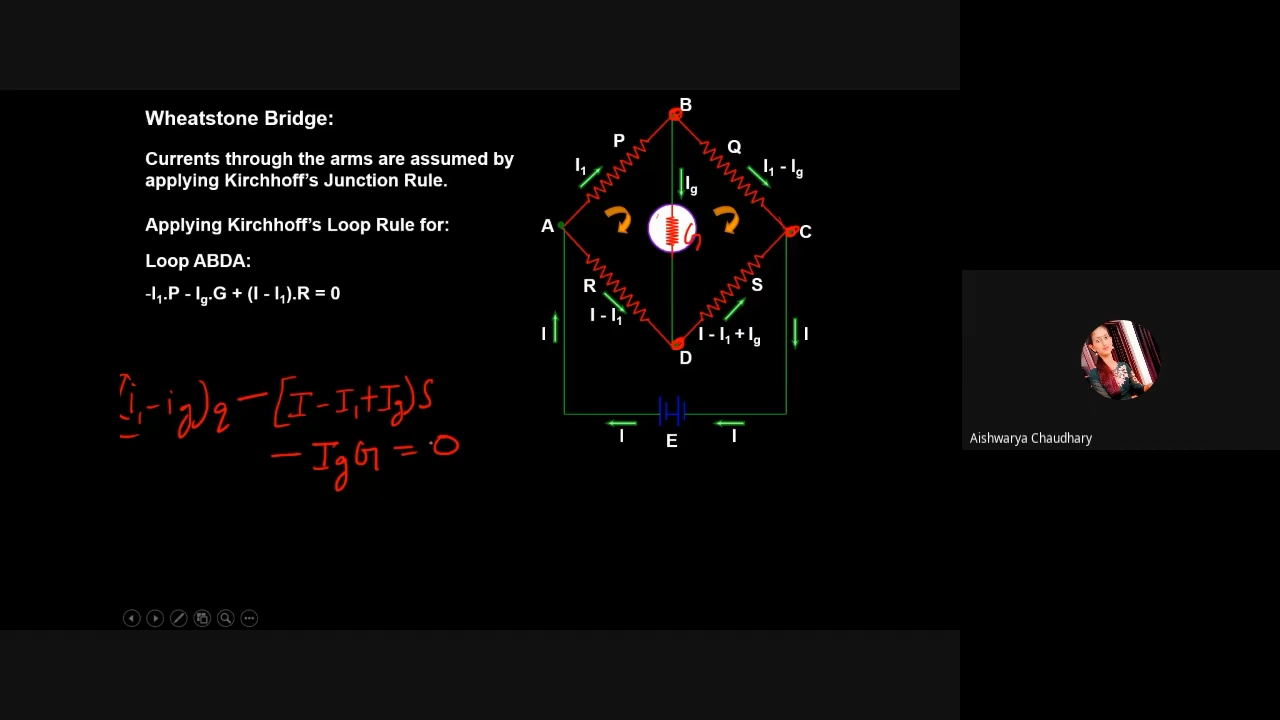 Wheatstone Bridge:
Currents through the arms are assumed by
applying Kirchhoff's Junction Rule.
Applying Kirchhoff's Loop Rule for:
Loop ABDA:
-I1.P - Ig.G + (I - I1).R = 0
(i1-ig)q - [I-I1+Ig)S
- IgG = 0
B
P
Q
I1
I1 - Ig
Ig
A
G
C
R
S
I - I1
I - I1 + Ig
D
I
I
I
E
I
Aishwarya Chaudhary